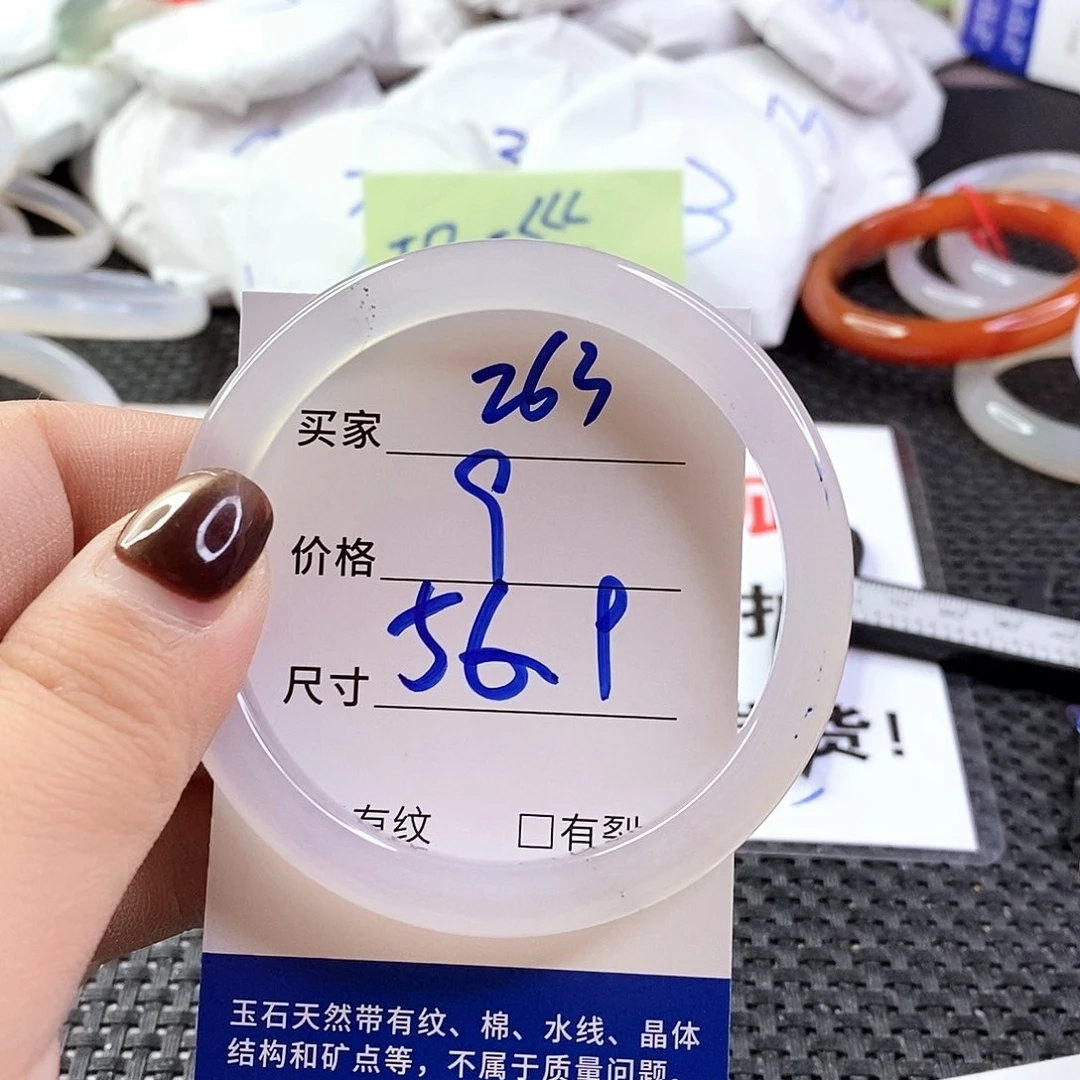 买家 263
价格 9
尺寸 56.9
有纹 □有裂
货!
玉石天然带有纹、棉、水线、晶体
结构和矿点等，不属于质量问题。